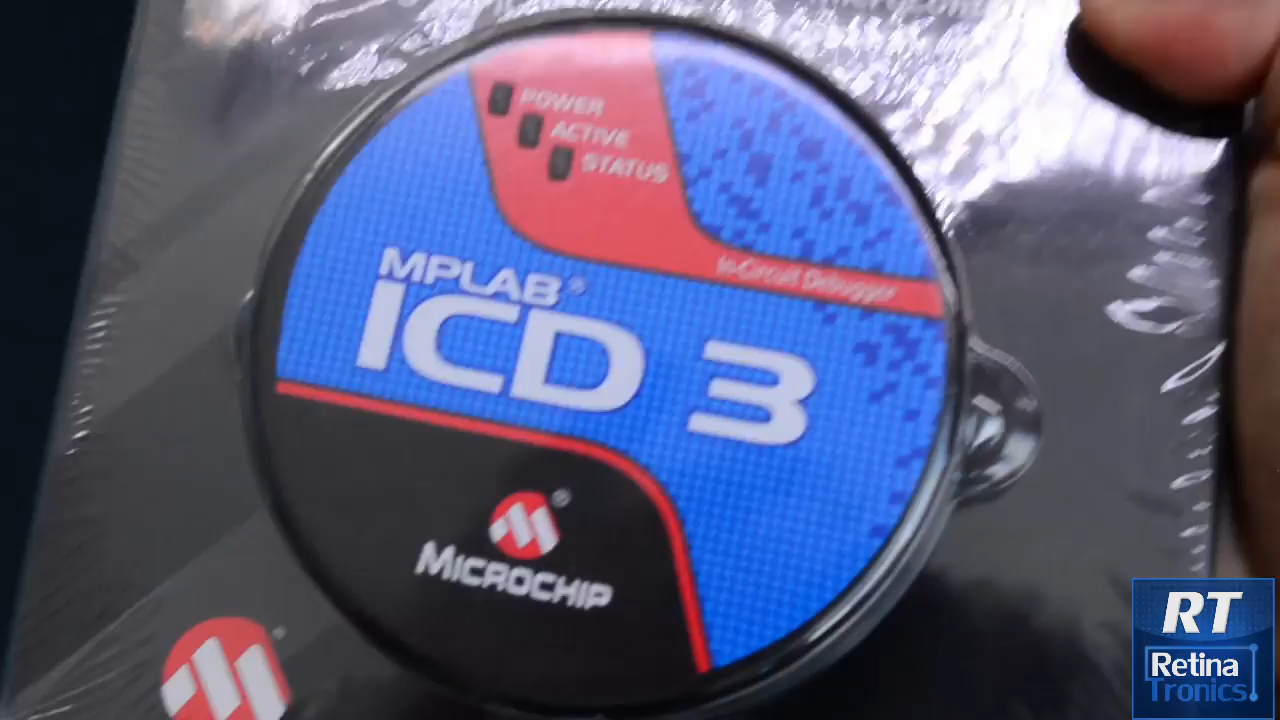 POWER
ACTIVE
STATUS
In-Circuit Debugger
MPLAB®
ICD 3
®
MICROCHIP
RT
Retina
Tronics